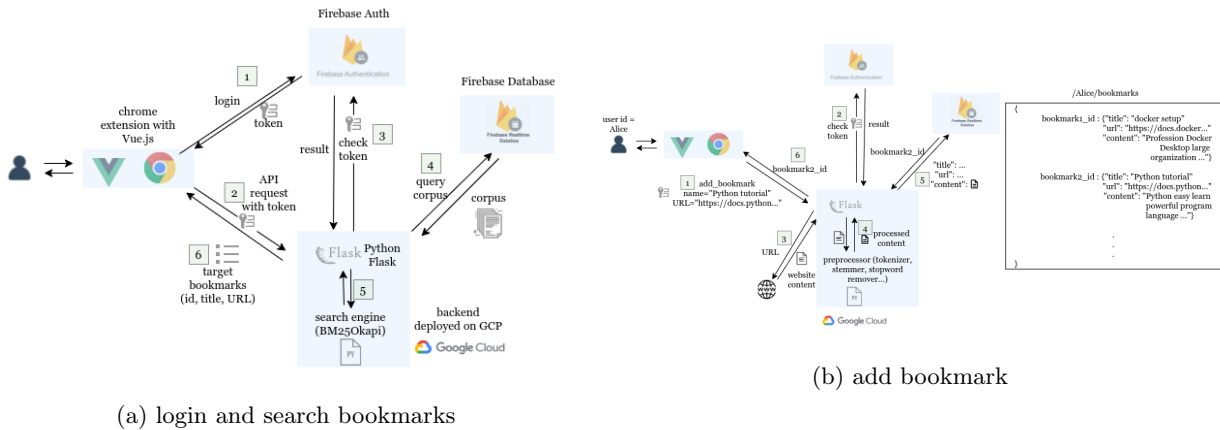 Firebase Auth
Firebase Authentication
1
login
token
chrome
extension with
Vue.js
Firebase Database
Firebase Realtime
Database
result
3
check
token
4
query
corpus
corpus
2
API
request
with token
6
target
bookmarks
(id, title, URL)
Flask
Python
Flask
5
search engine
(BM25Okapi)
PY
backend
deployed on GCP
Google Cloud
(a) login and search bookmarks
Firebase Authentication
user id =
Alice
2
check
token
result
Firebase Realtime
Database
bookmark2_id
6
bookmark2_id
5
"title": ...
"url": ...
"content":
1
add_bookmark
name="Python tutorial"
URL="https://docs.python..."
Flask
3
URL
website
content
4
processed
content
preprocessor (tokenizer,
stemmer, stopword
remover...)
PY
Google Cloud
/Alice/bookmarks
{
bookmark1_id : {"title": "docker setup"
"url": "https://docs.docker..."
"content": "Profession Docker
Desktop large
organization ..."}
bookmark2_id : {"title": "Python tutorial"
"url": "https://docs.python..."
"content": "Python easy learn
powerful program
language ..."}
.
.
.
.
}
(b) add bookmark